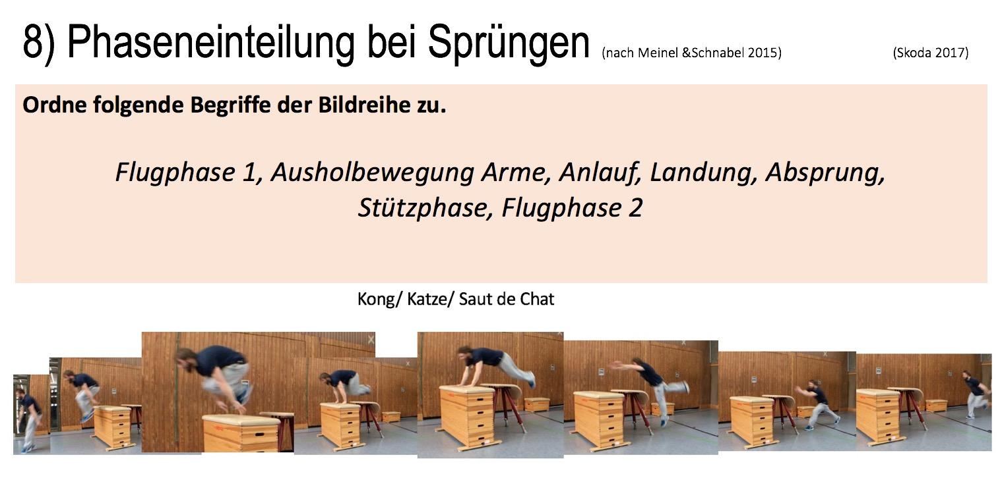 8) Phaseneinteilung bei Sprüngen (nach Meinel &Schnabel 2015) (Skoda 2017)
Ordne folgende Begriffe der Bildreihe zu.
Flugphase 1, Ausholbewegung Arme, Anlauf, Landung, Absprung,
Stützphase, Flugphase 2
Kong/ Katze/ Saut de Chat